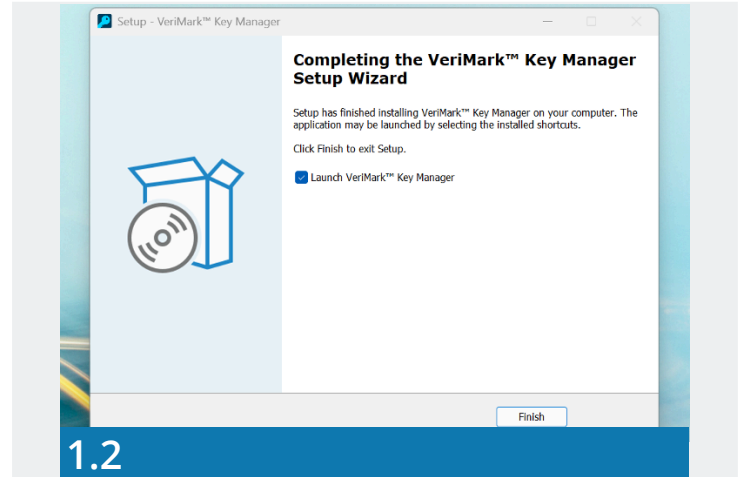 Setup - VeriMark™ Key Manager
Completing the VeriMark™ Key Manager
Setup Wizard
Setup has finished installing VeriMark™ Key Manager on your computer. The
application may be launched by selecting the installed shortcuts.
Click Finish to exit Setup.
Launch VeriMark™ Key Manager
Finish
1.2